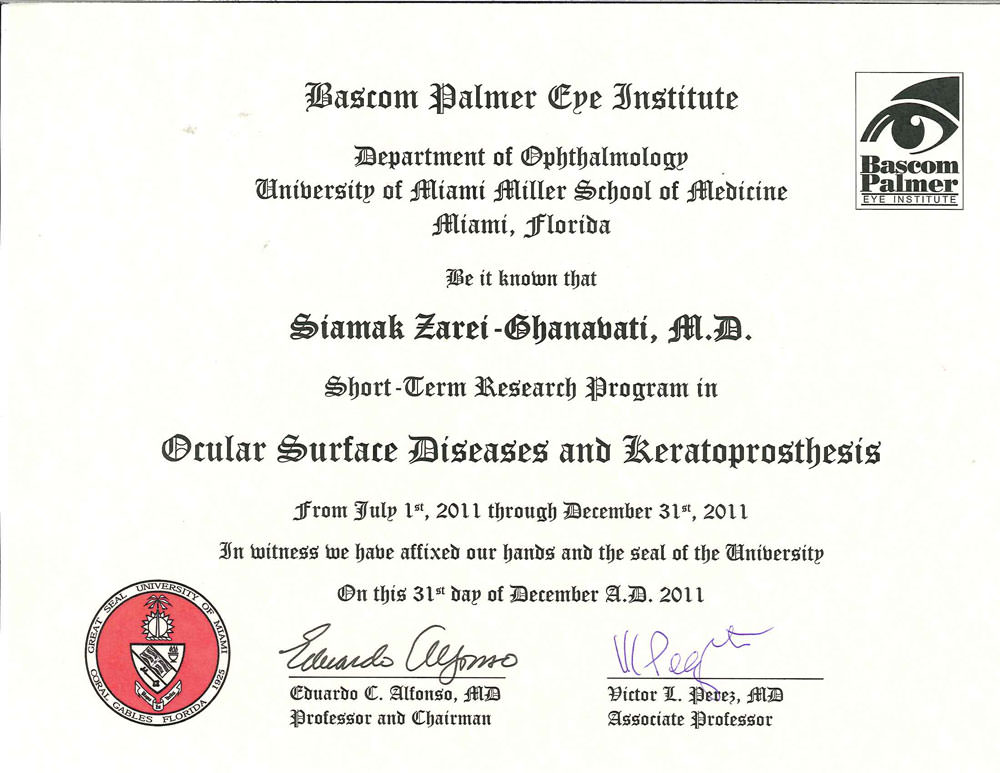 Bascom Palmer Eye Institute
Bascom
Palmer
EYE INSTITUTE
Department of Ophthalmology
University of Miami Miller School of Medicine
Miami, Florida
Be it known that
Siamak Zarei-Ghanavati, M.D.
Short-Term Research Program in
Ocular Surface Diseases and Keratoprosthesis
From July 1st, 2011 through December 31st, 2011
In witness we have affixed our hands and the seal of the University
On this 31st day of December A.D. 2011
GREAT SEAL UNIVERSITY OF MIAMI
CORAL GABLES FLORIDA 1925
Eduardo Alfonso
Eduardo C. Alfonso, MD
Professor and Chairman
Victor L. Perez, MD
Associate Professor